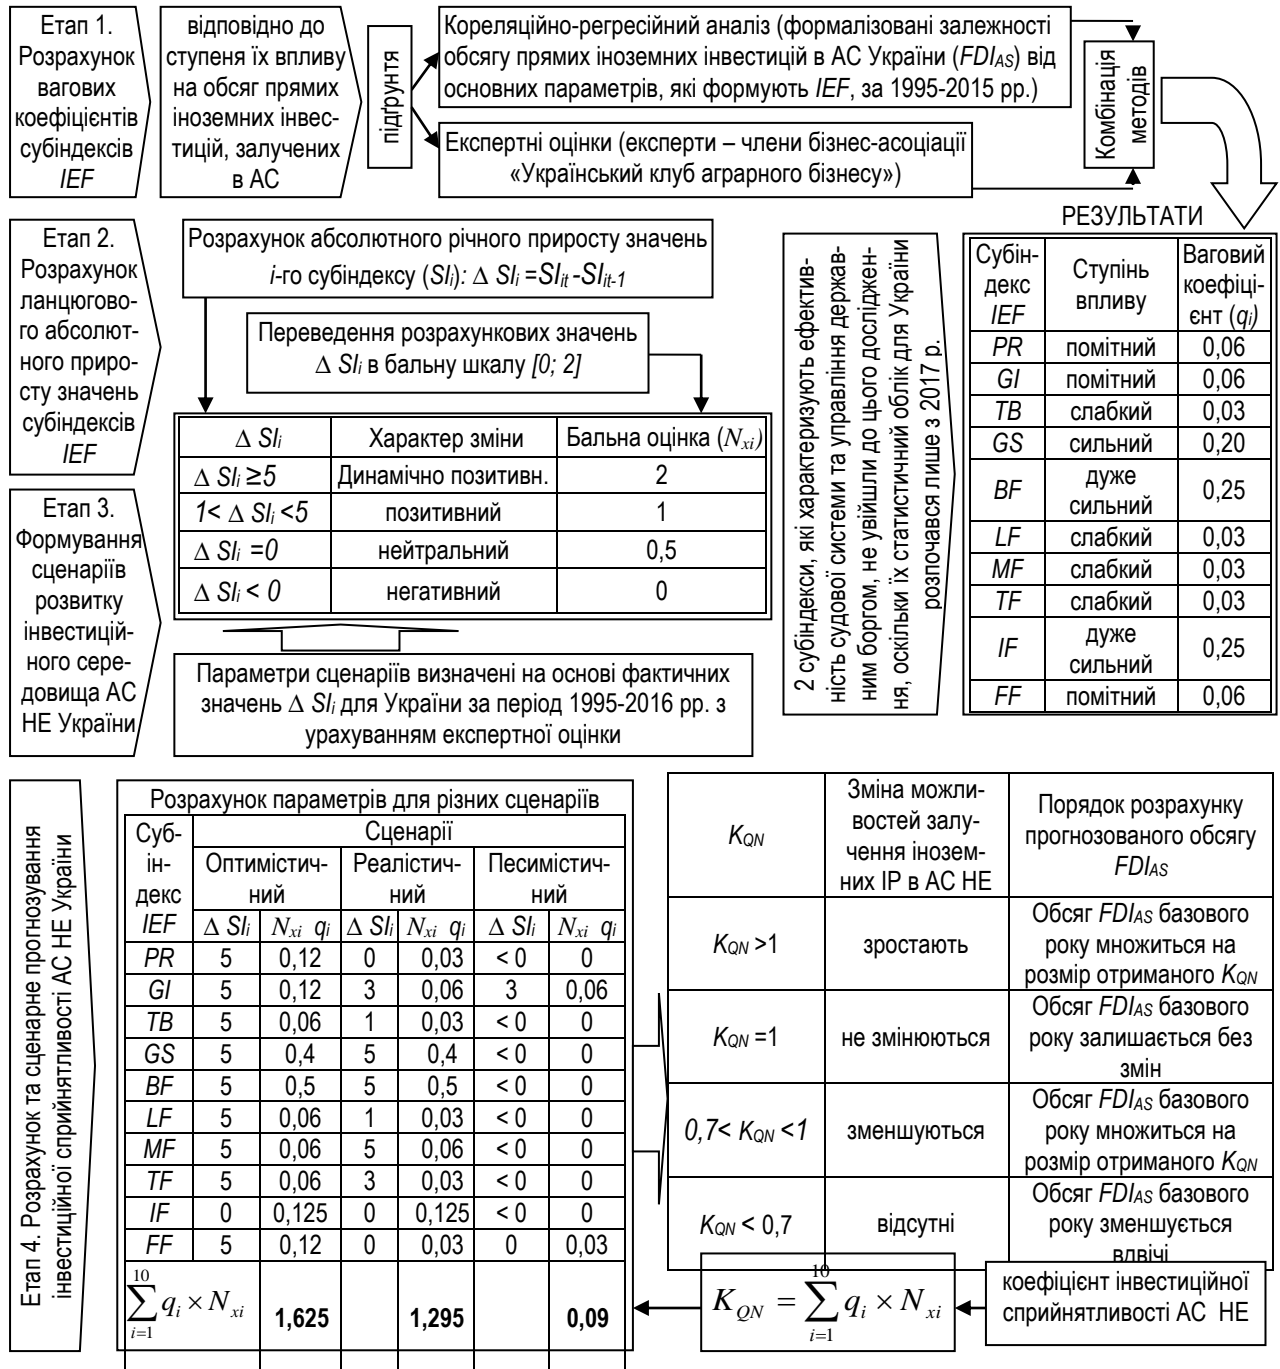 Етап 1.
Розрахунок
вагових
коефіцієнтів
субіндексів
IEF
відповідно до
ступеня їх впливу
на обсяг прямих
іноземних інвес-
тицій, залучених
в АС
підґрунтя
Кореляційно-регресійний аналіз (формалізовані залежності
обсягу прямих іноземних інвестицій в АС України (FDIAS) від
основних параметрів, які формують IEF, за 1995-2015 рр.)
Експертні оцінки (експерти – члени бізнес-асоціації
«Український клуб аграрного бізнесу»)
Комбінація
методів
Етап 2.
Розрахунок
ланцюгово-
го абсолют-
ного приро-
сту значень
субіндексів
IEF
Розрахунок абсолютного річного приросту значень
i-го субіндексу (SIi): Δ SIi =SIit -SIit-1
Переведення розрахункових значень
Δ SIi в бальну шкалу [0; 2]
Δ SIi Характер зміни Бальна оцінка (Nxi)
Δ SIi ≥5 Динамічно позитивн. 2
1< Δ SIi <5 позитивний 1
Δ SIi =0 нейтральний 0,5
Δ SIi < 0 негативний 0
Етап 3.
Формування
сценаріїв
розвитку
інвестицій-
ного сере-
довища АС
НЕ України
Параметри сценаріїв визначені на основі фактичних
значень Δ SIi для України за період 1995-2016 рр. з
урахуванням експертної оцінки
2 субіндекси, які характеризують ефектив-
ність судової системи та управління держав-
ним боргом, не увійшли до цього досліджен-
ня, оскільки їх статистичний облік для України
розпочався лише з 2017 р.
РЕЗУЛЬТАТИ
Субін-
декс
IEF
Ступінь
впливу
Ваговий
коефіці-
єнт (qi)
PR помітний 0,06
GI помітний 0,06
TB слабкий 0,03
GS сильний 0,20
BF дуже
сильний 0,25
LF слабкий 0,03
MF слабкий 0,03
TF слабкий 0,03
IF дуже
сильний 0,25
FF помітний 0,06
Етап 4. Розрахунок та сценарне прогнозування
інвестиційної сприйнятливості АС НЕ України
Розрахунок параметрів для різних сценаріїв
Суб-
ін-
декс
IEF
Сценарії
Оптимістич-
ний
Реалістич-
ний
Песимістич-
ний
Δ SIi Nxi qi Δ SIi Nxi qi Δ SIi Nxi qi
PR 5 0,12 0 0,03 < 0 0
GI 5 0,12 3 0,06 3 0,06
TB 5 0,06 1 0,03 < 0 0
GS 5 0,4 5 0,4 < 0 0
BF 5 0,5 5 0,5 < 0 0
LF 5 0,06 1 0,03 < 0 0
MF 5 0,06 5 0,06 < 0 0
TF 5 0,06 3 0,03 < 0 0
IF 0 0,125 0 0,125 < 0 0
FF 5 0,12 0 0,03 0 0,03
10
∑ qi × Nxi 1,625 1,295 0,09
i=1
KQN
Зміна можли-
востей залу-
чення інозем-
них ІР в АС НЕ
Порядок розрахунку
прогнозованого обсягу
FDIAS
KQN >1 зростають
Обсяг FDIAS базового
року множиться на
розмір отриманого KQN
KQN =1 не змінюються
Обсяг FDIAS базового
року залишається без
змін
0,7< KQN <1 зменшуються
Обсяг FDIAS базового
року множиться на
розмір отриманого KQN
KQN < 0,7 відсутні
Обсяг FDIAS базового
року зменшується
вдвічі
10
KQN = ∑ qi × Nxi
i=1
коефіцієнт інвестиційної
сприйнятливості АС НЕ